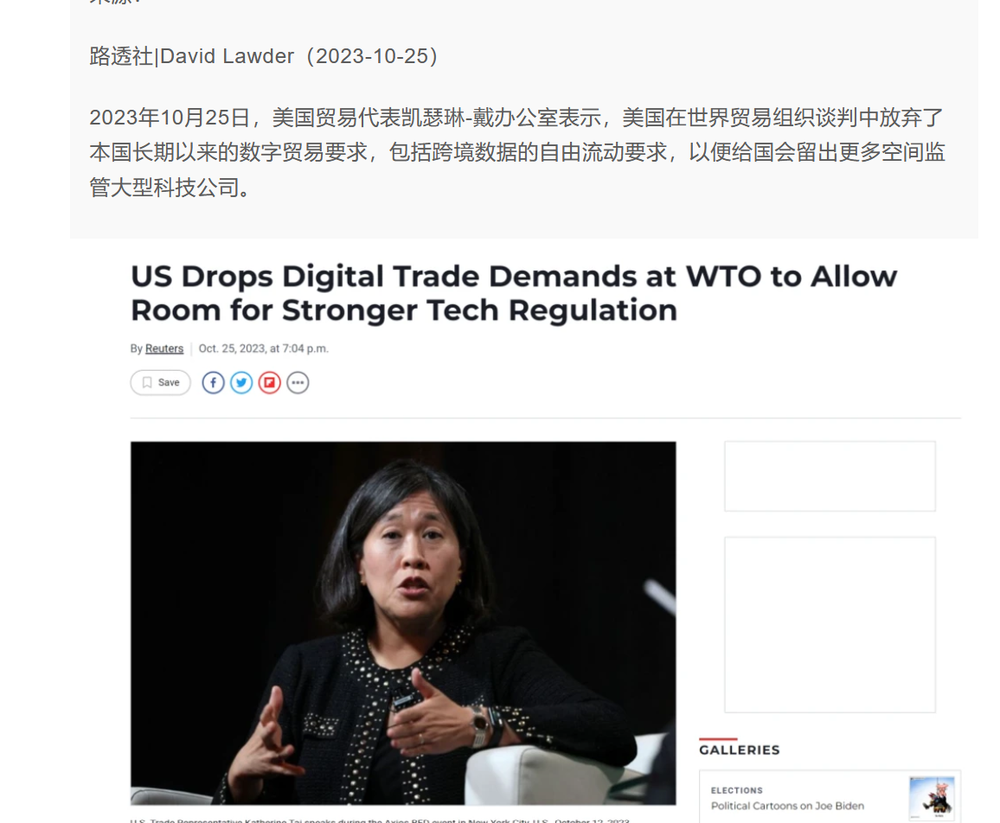 路透社|David Lawder（2023-10-25）
2023年10月25日，美国贸易代表凯瑟琳-戴办公室表示，美国在世界贸易组织谈判中放弃了
本国长期以来的数字贸易要求，包括跨境数据的自由流动要求，以便给国会留出更多空间监
管大型科技公司。
US Drops Digital Trade Demands at WTO to Allow
Room for Stronger Tech Regulation
By Reuters | Oct. 25, 2023, at 7:04 p.m.
Save
GALLERIES
ELECTIONS
Political Cartoons on Joe Biden
U.S. Trade Representative Katherine Tai speaks during the Axios BFD event in New York City, U.S., October 12, 2023.